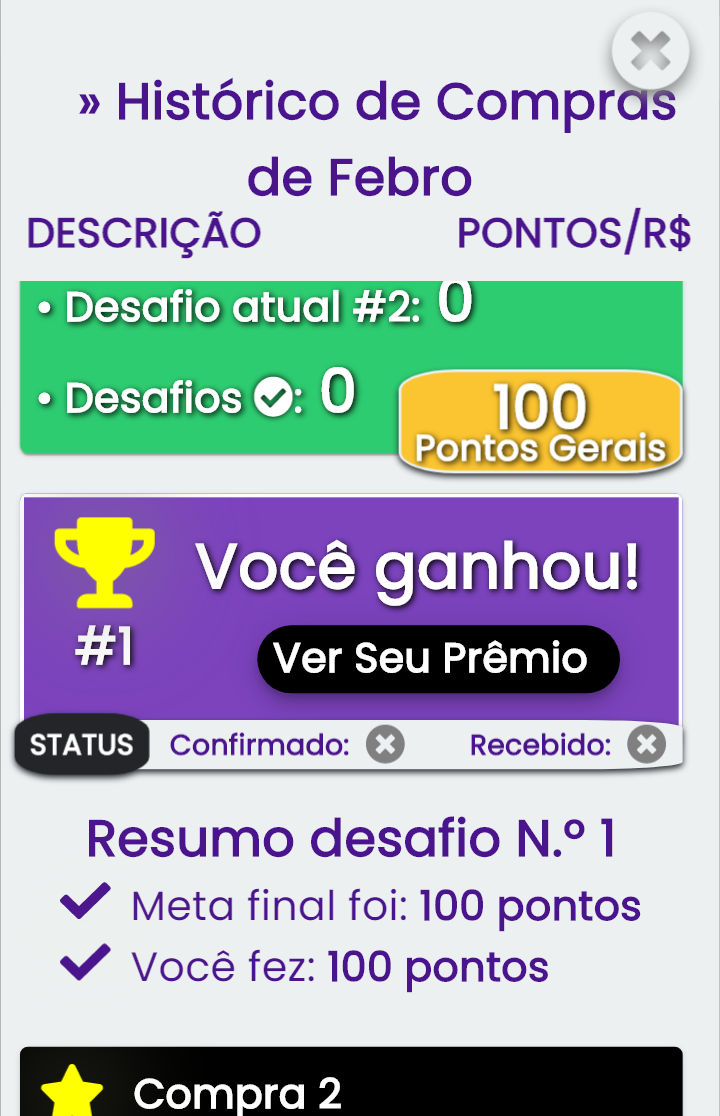 » Histórico de Compras
de Febro
DESCRIÇÃO PONTOS/R$
• Desafio atual #2: 0
• Desafios : 0
100
Pontos Gerais
Você ganhou!
#1
Ver Seu Prêmio
STATUS Confirmado: Recebido:
Resumo desafio N.º 1
Meta final foi: 100 pontos
Você fez: 100 pontos
Compra 2